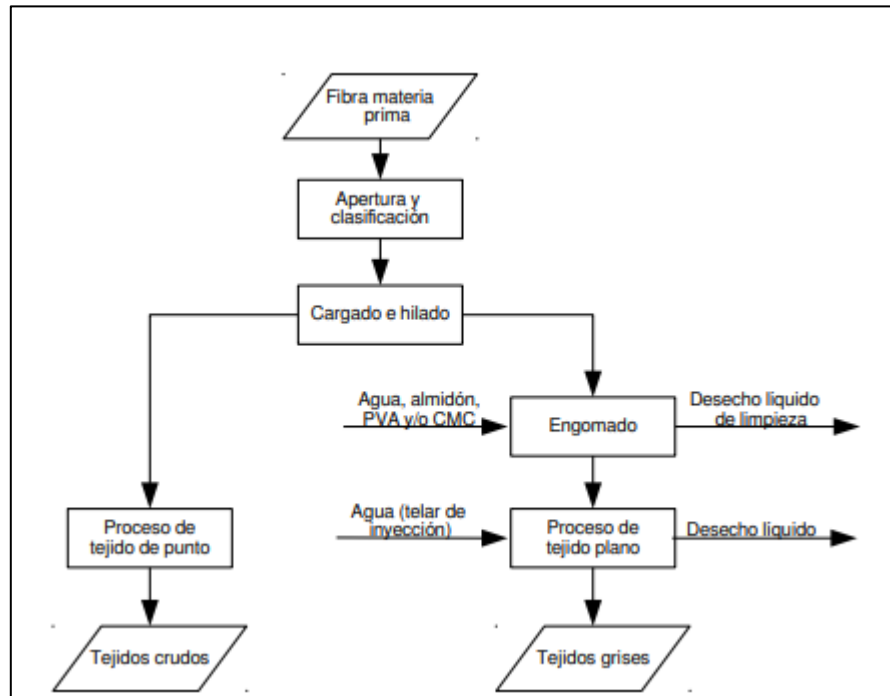 Fibra materia
prima
Apertura y
clasificación
Cargado e hilado
Agua, almidón,
PVA y/o CMC
Engomado
Desecho líquido
de limpieza
Proceso de
tejido de punto
Agua (telar de
inyección)
Proceso de
tejido plano
Desecho líquido
Tejidos crudos
Tejidos grises